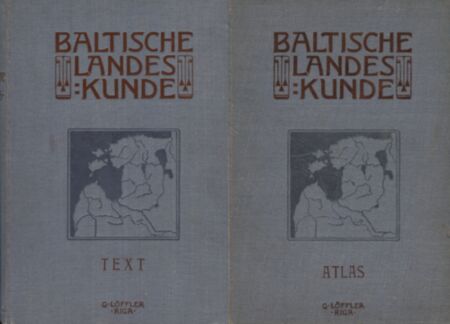 BALTISCHE
LANDES
:KUNDE
TEXT
G·LÖFFLER
·RIGA·
BALTISCHE
LANDES
:KUNDE
ATLAS
G·LÖFFLER
·RIGA·